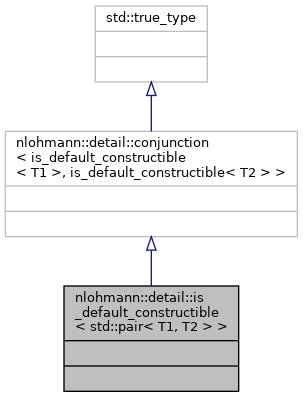 std::true_type
nlohmann::detail::conjunction
< is_default_constructible
< T1 >, is_default_constructible< T2 > >
nlohmann::detail::is
_default_constructible
< std::pair< T1, T2 > >